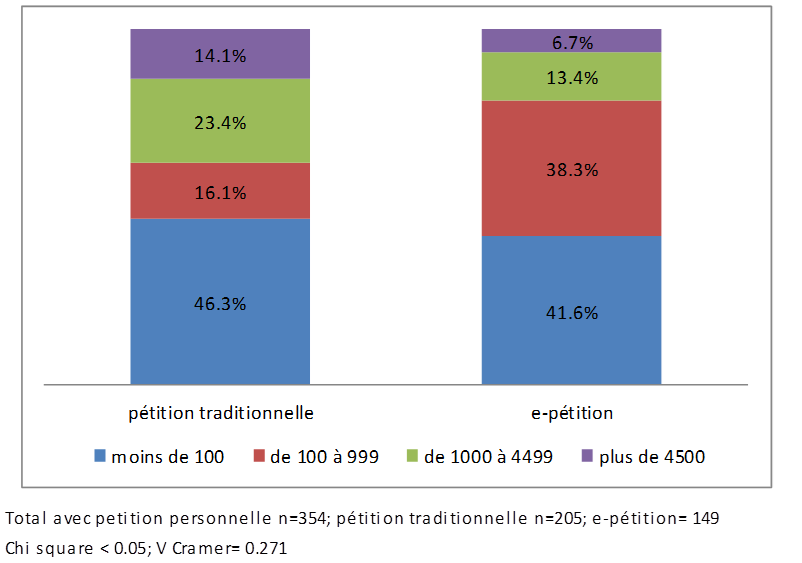 14.1%
6.7%
23.4%
13.4%
16.1%
38.3%
46.3%
41.6%
pétition traditionnelle
e-pétition
moins de 100
de 100 à 999
de 1000 à 4499
plus de 4500
Total avec petition personnelle n=354; pétition traditionnelle n=205; e-pétition= 149
Chi square < 0.05; V Cramer= 0.271